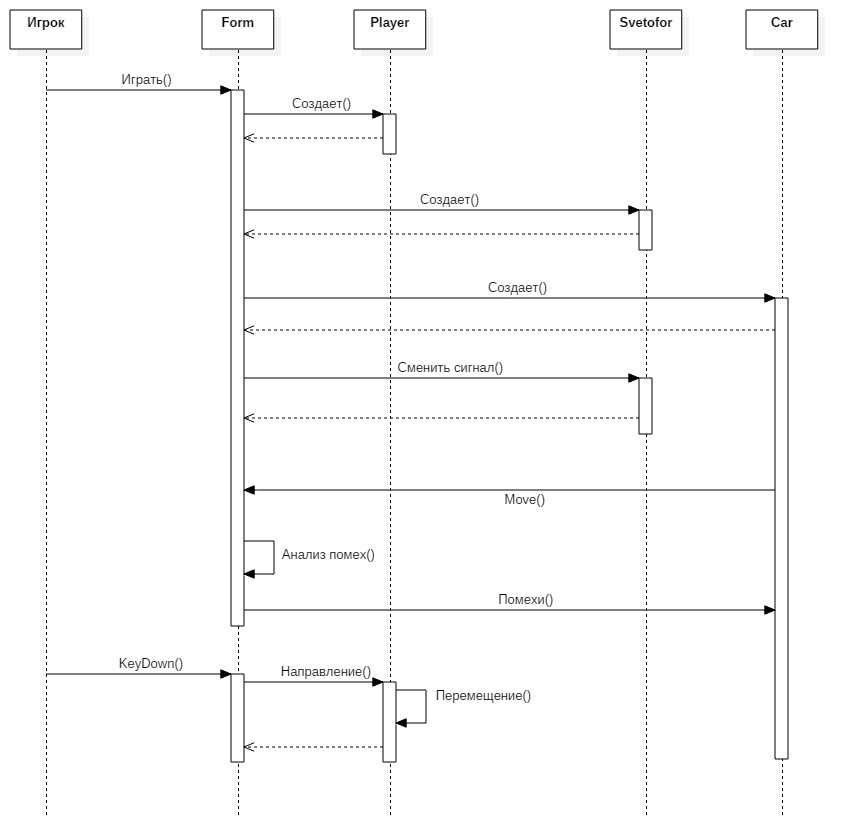 Игрок
Form
Player
Svetofor
Car
Играть()
Создает()
Создает()
Создает()
Сменить сигнал()
Move()
Анализ помех()
Помехи()
KeyDown()
Направление()
Перемещение()